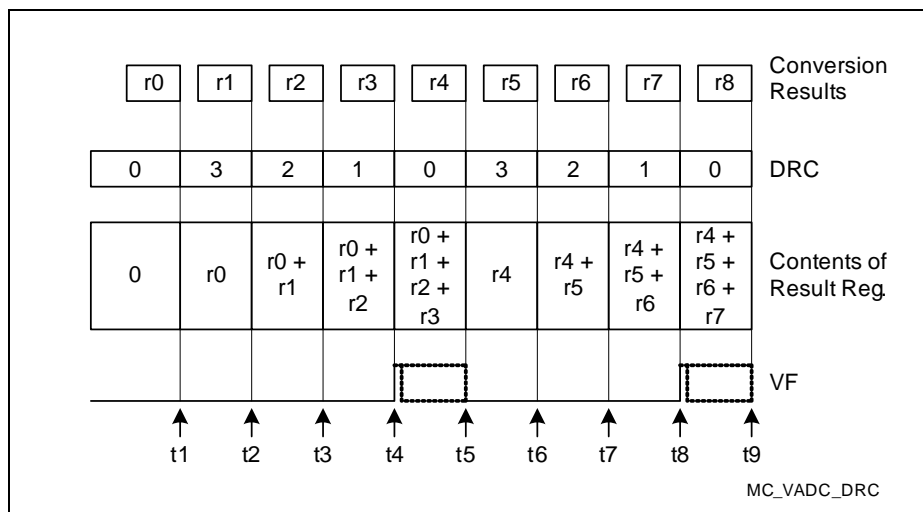 r0 r1 r2 r3 r4 r5 r6 r7 r8
Conversion
Results
0 3 2 1 0 3 2 1 0
DRC
0
r0
r0 +
r1
r0 +
r1 +
r2
r0 +
r1 +
r2 +
r3
r4
r4 +
r5
r4 +
r5 +
r6
r4 +
r5 +
r6 +
r7
Contents of
Result Reg.
VF
t1 t2 t3 t4 t5 t6 t7 t8 t9
MC_VADC_DRC